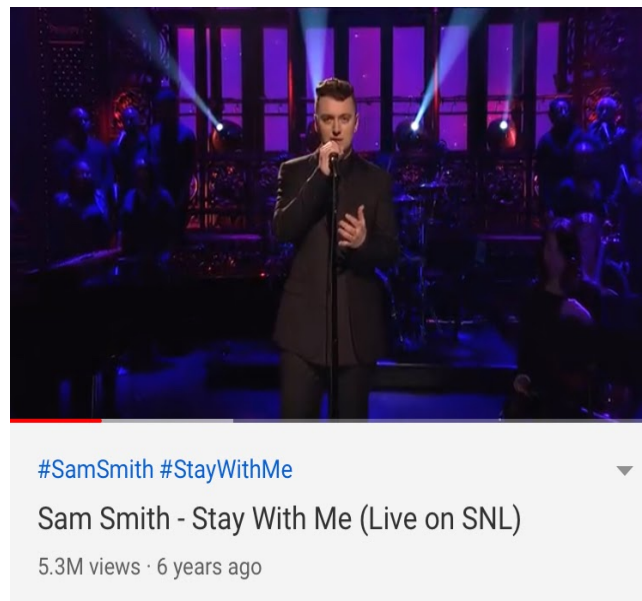 #SamSmith #StayWithMe
Sam Smith - Stay With Me (Live on SNL)
5.3M views · 6 years ago